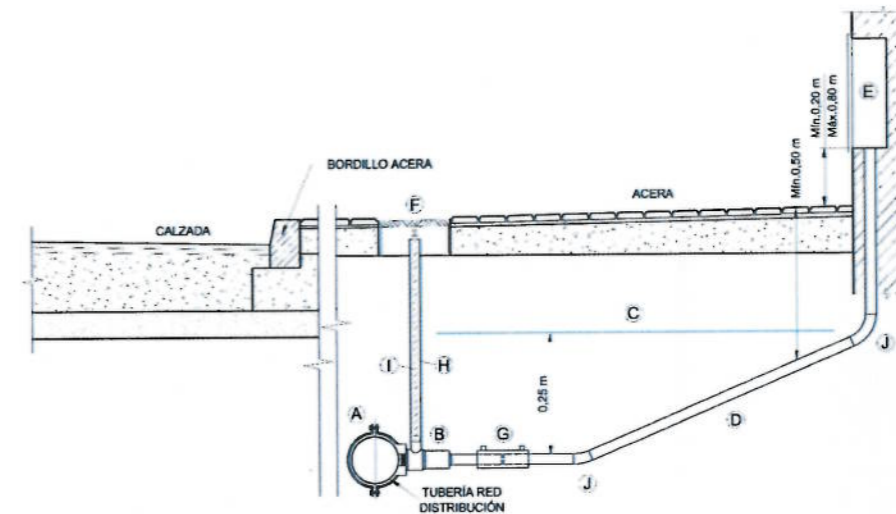 E
Mín.0,20 m
Máx.0,80 m
Mín.0,50 m
BORDILLO ACERA
ACERA
F
CALZADA
C
J
I
H
0,25 m
A
B
G
D
J
TUBERÍA RED
DISTRIBUCIÓN